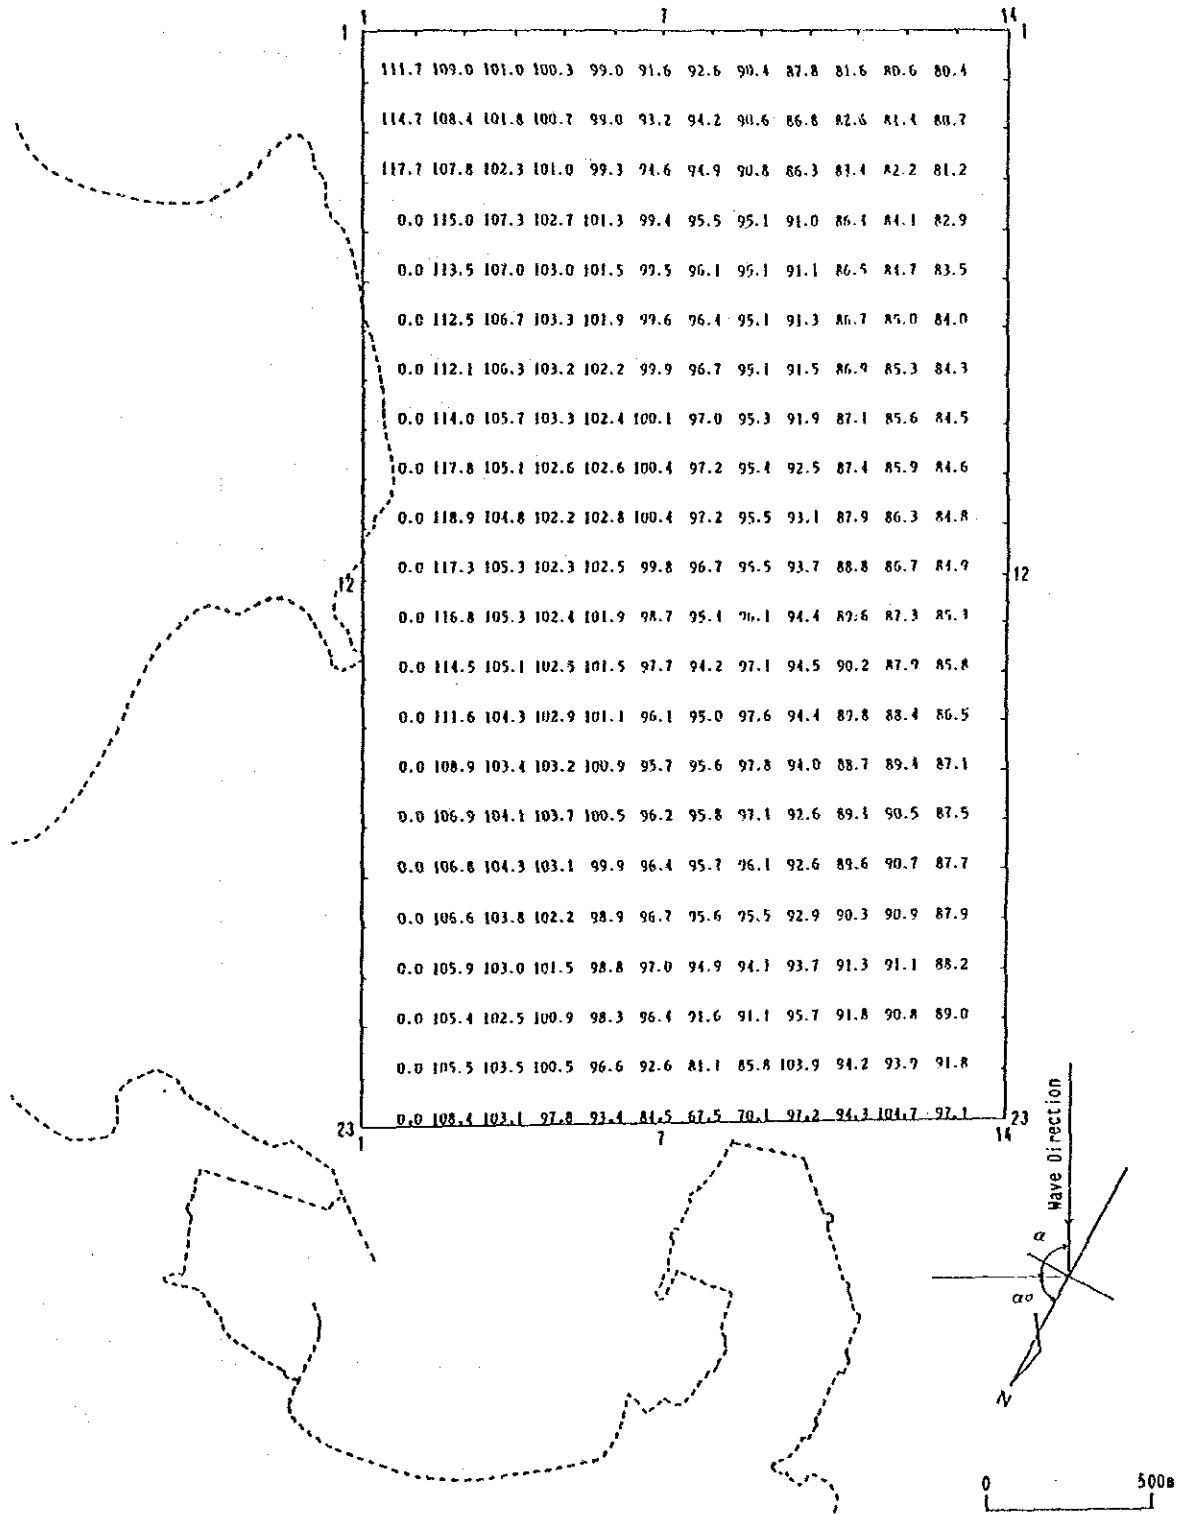 1 7 14
1 1
111.7 109.0 101.0 100.3 99.0 91.6 92.6 90.4 87.8 81.6 80.6 80.4
114.7 108.4 101.8 100.7 99.0 93.2 94.2 90.6 86.8 82.6 81.4 80.7
117.7 107.8 102.3 101.0 99.3 94.6 94.9 90.8 86.3 83.4 82.2 81.2
0.0 115.0 107.3 102.7 101.3 99.4 95.5 95.1 91.0 86.4 84.1 82.9
0.0 113.5 107.0 103.0 101.5 99.5 96.1 95.1 91.1 86.5 84.7 83.5
0.0 112.5 106.7 103.3 101.9 99.6 96.4 95.1 91.3 86.7 85.0 84.0
0.0 112.1 106.3 103.2 102.2 99.9 96.7 95.1 91.5 86.9 85.3 84.3
0.0 114.0 105.7 103.3 102.4 100.1 97.0 95.3 91.9 87.1 85.6 84.5
0.0 117.8 105.1 102.6 102.6 100.4 97.2 95.4 92.5 87.4 85.9 84.6
0.0 118.9 104.8 102.2 102.8 100.4 97.2 95.5 93.1 87.9 86.3 84.8
0.0 117.3 105.3 102.3 102.5 99.8 96.7 95.5 93.7 88.8 86.7 84.9
12 12
0.0 116.8 105.3 102.4 101.9 98.7 95.4 96.1 94.4 89.6 87.3 85.3
0.0 114.5 105.1 102.5 101.5 97.7 94.2 97.1 94.5 90.2 87.9 85.8
0.0 111.6 104.3 102.9 101.1 96.1 95.0 97.6 94.4 89.8 88.4 86.5
0.0 108.9 103.4 103.2 100.9 95.7 95.6 97.8 94.0 88.7 89.4 87.1
0.0 106.9 104.1 103.7 100.5 96.2 95.8 97.1 92.6 89.3 90.5 87.5
0.0 106.8 104.3 103.1 99.9 96.4 95.7 96.1 92.6 89.6 90.7 87.7
0.0 106.6 103.8 102.2 98.9 96.7 95.6 95.5 92.9 90.3 90.9 87.9
0.0 105.9 103.0 101.5 98.8 97.0 94.9 94.1 93.7 91.3 91.1 88.2
0.0 105.4 102.5 100.9 98.3 96.4 91.6 91.1 95.7 91.8 90.8 89.0
0.0 105.5 103.5 100.5 96.6 92.6 81.1 85.8 103.9 94.2 93.9 91.8
0.0 108.4 103.1 97.8 93.4 84.5 67.5 70.1 97.2 94.3 104.7 97.1
23 23
1 7 14
Wave Direction
α
αo
N
0 500m